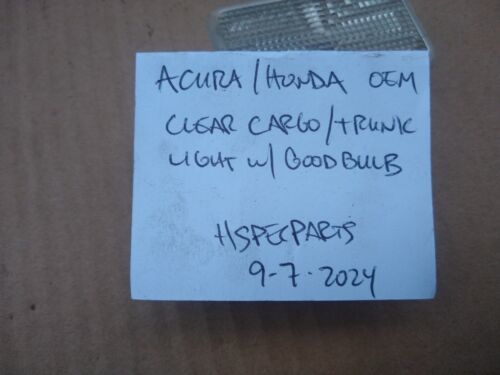 ACURA/HONDA OEM
CLEAR CARGO/TRUNK
LIGHT W/ GOOD BULB
HSPECPARTS
9-7-2024